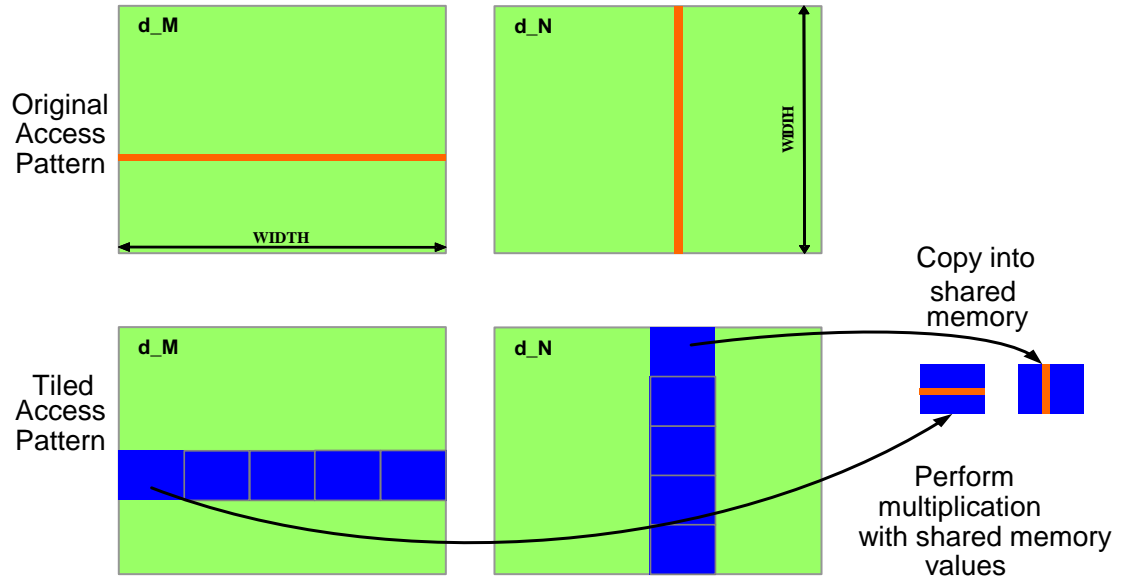 d_M
d_N
Original
Access
Pattern
WIDTH
WIDTH
Copy into
shared
memory
d_M
d_N
Tiled
Access
Pattern
Perform
multiplication
with shared memory
values